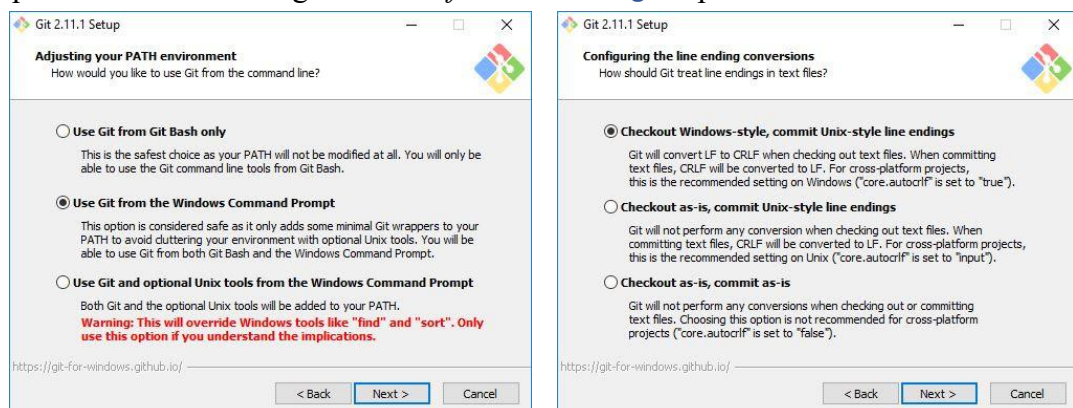 Git 2.11.1 Setup
Adjusting your PATH environment
How would you like to use Git from the command line?
Use Git from Git Bash only
This is the safest choice as your PATH will not be modified at all. You will only be
able to use the Git command line tools from Git Bash.
Use Git from the Windows Command Prompt
This option is considered safe as it only adds some minimal Git wrappers to your
PATH to avoid cluttering your environment with optional Unix tools. You will be
able to use Git from both Git Bash and the Windows Command Prompt.
Use Git and optional Unix tools from the Windows Command Prompt
Both Git and the optional Unix tools will be added to your PATH.
Warning: This will override Windows tools like "find" and "sort". Only
use this option if you understand the implications.
https://git-for-windows.github.io/
< Back Next > Cancel
Git 2.11.1 Setup
Configuring the line ending conversions
How should Git treat line endings in text files?
Checkout Windows-style, commit Unix-style line endings
Git will convert LF to CRLF when checking out text files. When committing
text files, CRLF will be converted to LF. For cross-platform projects,
this is the recommended setting on Windows ("core.autocrlf" is set to "true").
Checkout as-is, commit Unix-style line endings
Git will not perform any conversion when checking out text files. When
committing text files, CRLF will be converted to LF. For cross-platform projects,
this is the recommended setting on Unix ("core.autocrlf" is set to "input").
Checkout as-is, commit as-is
Git will not perform any conversions when checking out or committing
text files. Choosing this option is not recommended for cross-platform
projects ("core.autocrlf" is set to "false").
https://git-for-windows.github.io/
< Back Next > Cancel